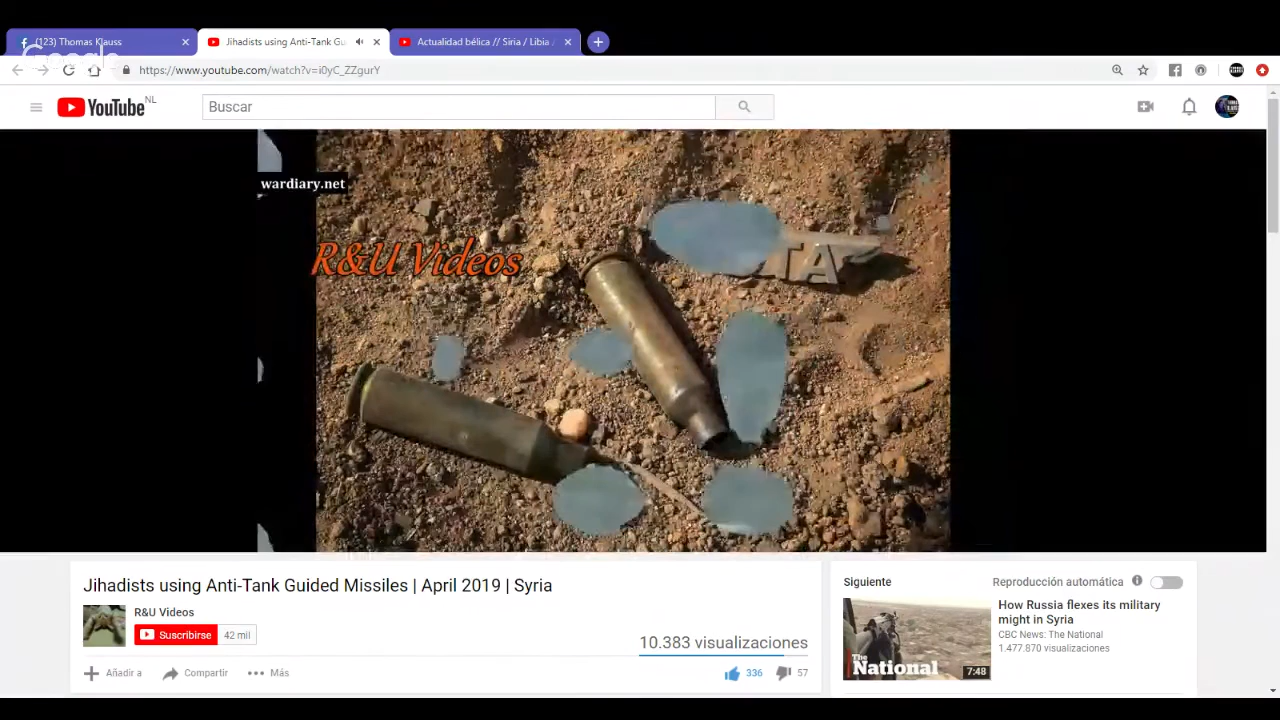 (123) Thomas Klauss
Jihadists using Anti-Tank Gu
Actualidad bélica // Siria / Libia /
Google
https://www.youtube.com/watch?v=i0yC_ZZgurY
YouTube NL
Buscar
wardiary.net
R&U Videos
TA
Jihadists using Anti-Tank Guided Missiles | April 2019 | Syria
R&U Videos
Suscribirse 42 mil
10.383 visualizaciones
Añadir a Compartir Más 336 57
Siguiente Reproducción automática
How Russia flexes its military
might in Syria
CBC News: The National
1.477.870 visualizaciones
The
National
7:48